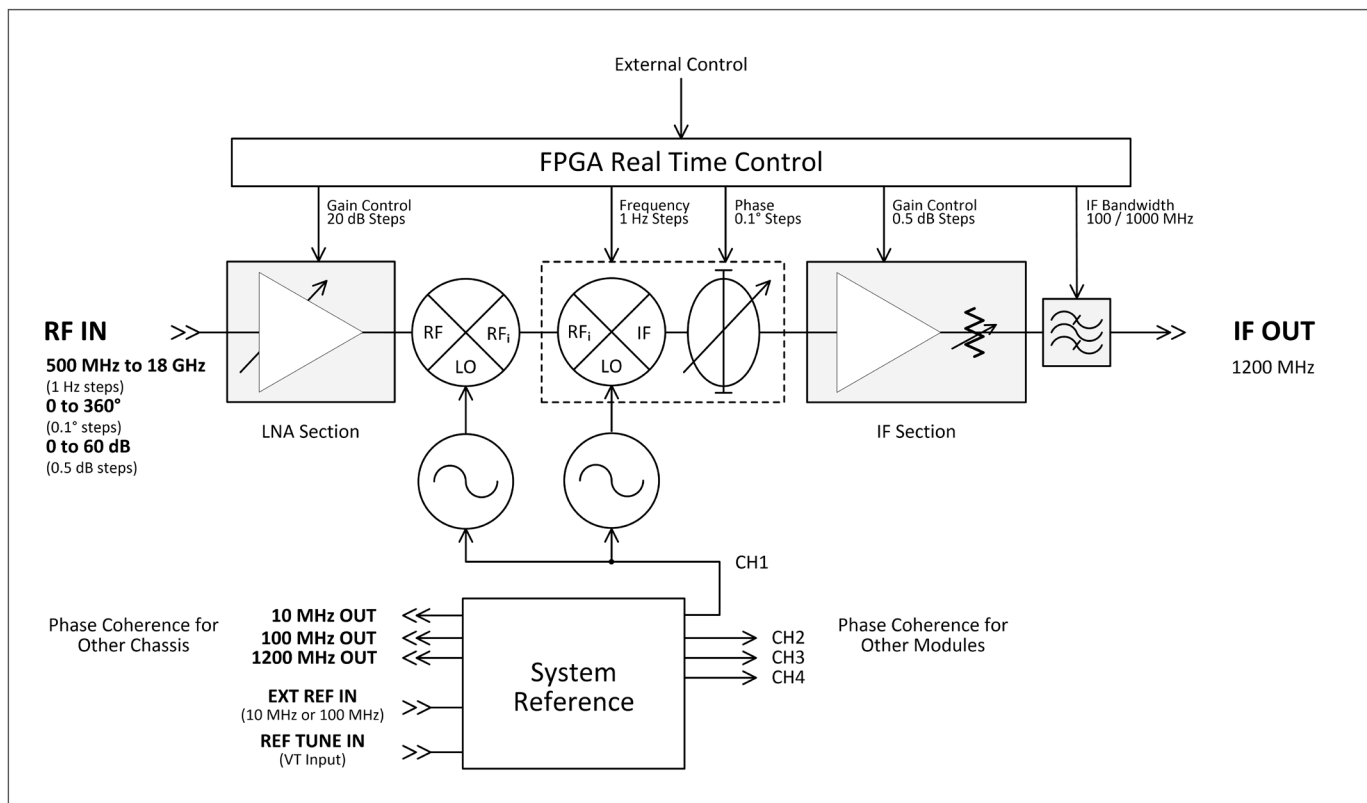 External Control
FPGA Real Time Control
Gain Control
20 dB Steps
Frequency
1 Hz Steps
Phase
0.1° Steps
Gain Control
0.5 dB Steps
IF Bandwidth
100 / 1000 MHz
RF IN
500 MHz to 18 GHz
(1 Hz steps)
0 to 360°
(0.1° steps)
0 to 60 dB
(0.5 dB steps)
LNA Section
RF
RFi
LO
RFi
IF
LO
IF Section
IF OUT
1200 MHz
CH1
Phase Coherence for
Other Chassis
10 MHz OUT
100 MHz OUT
1200 MHz OUT
EXT REF IN
(10 MHz or 100 MHz)
REF TUNE IN
(VT Input)
System
Reference
CH2
CH3
CH4
Phase Coherence for
Other Modules